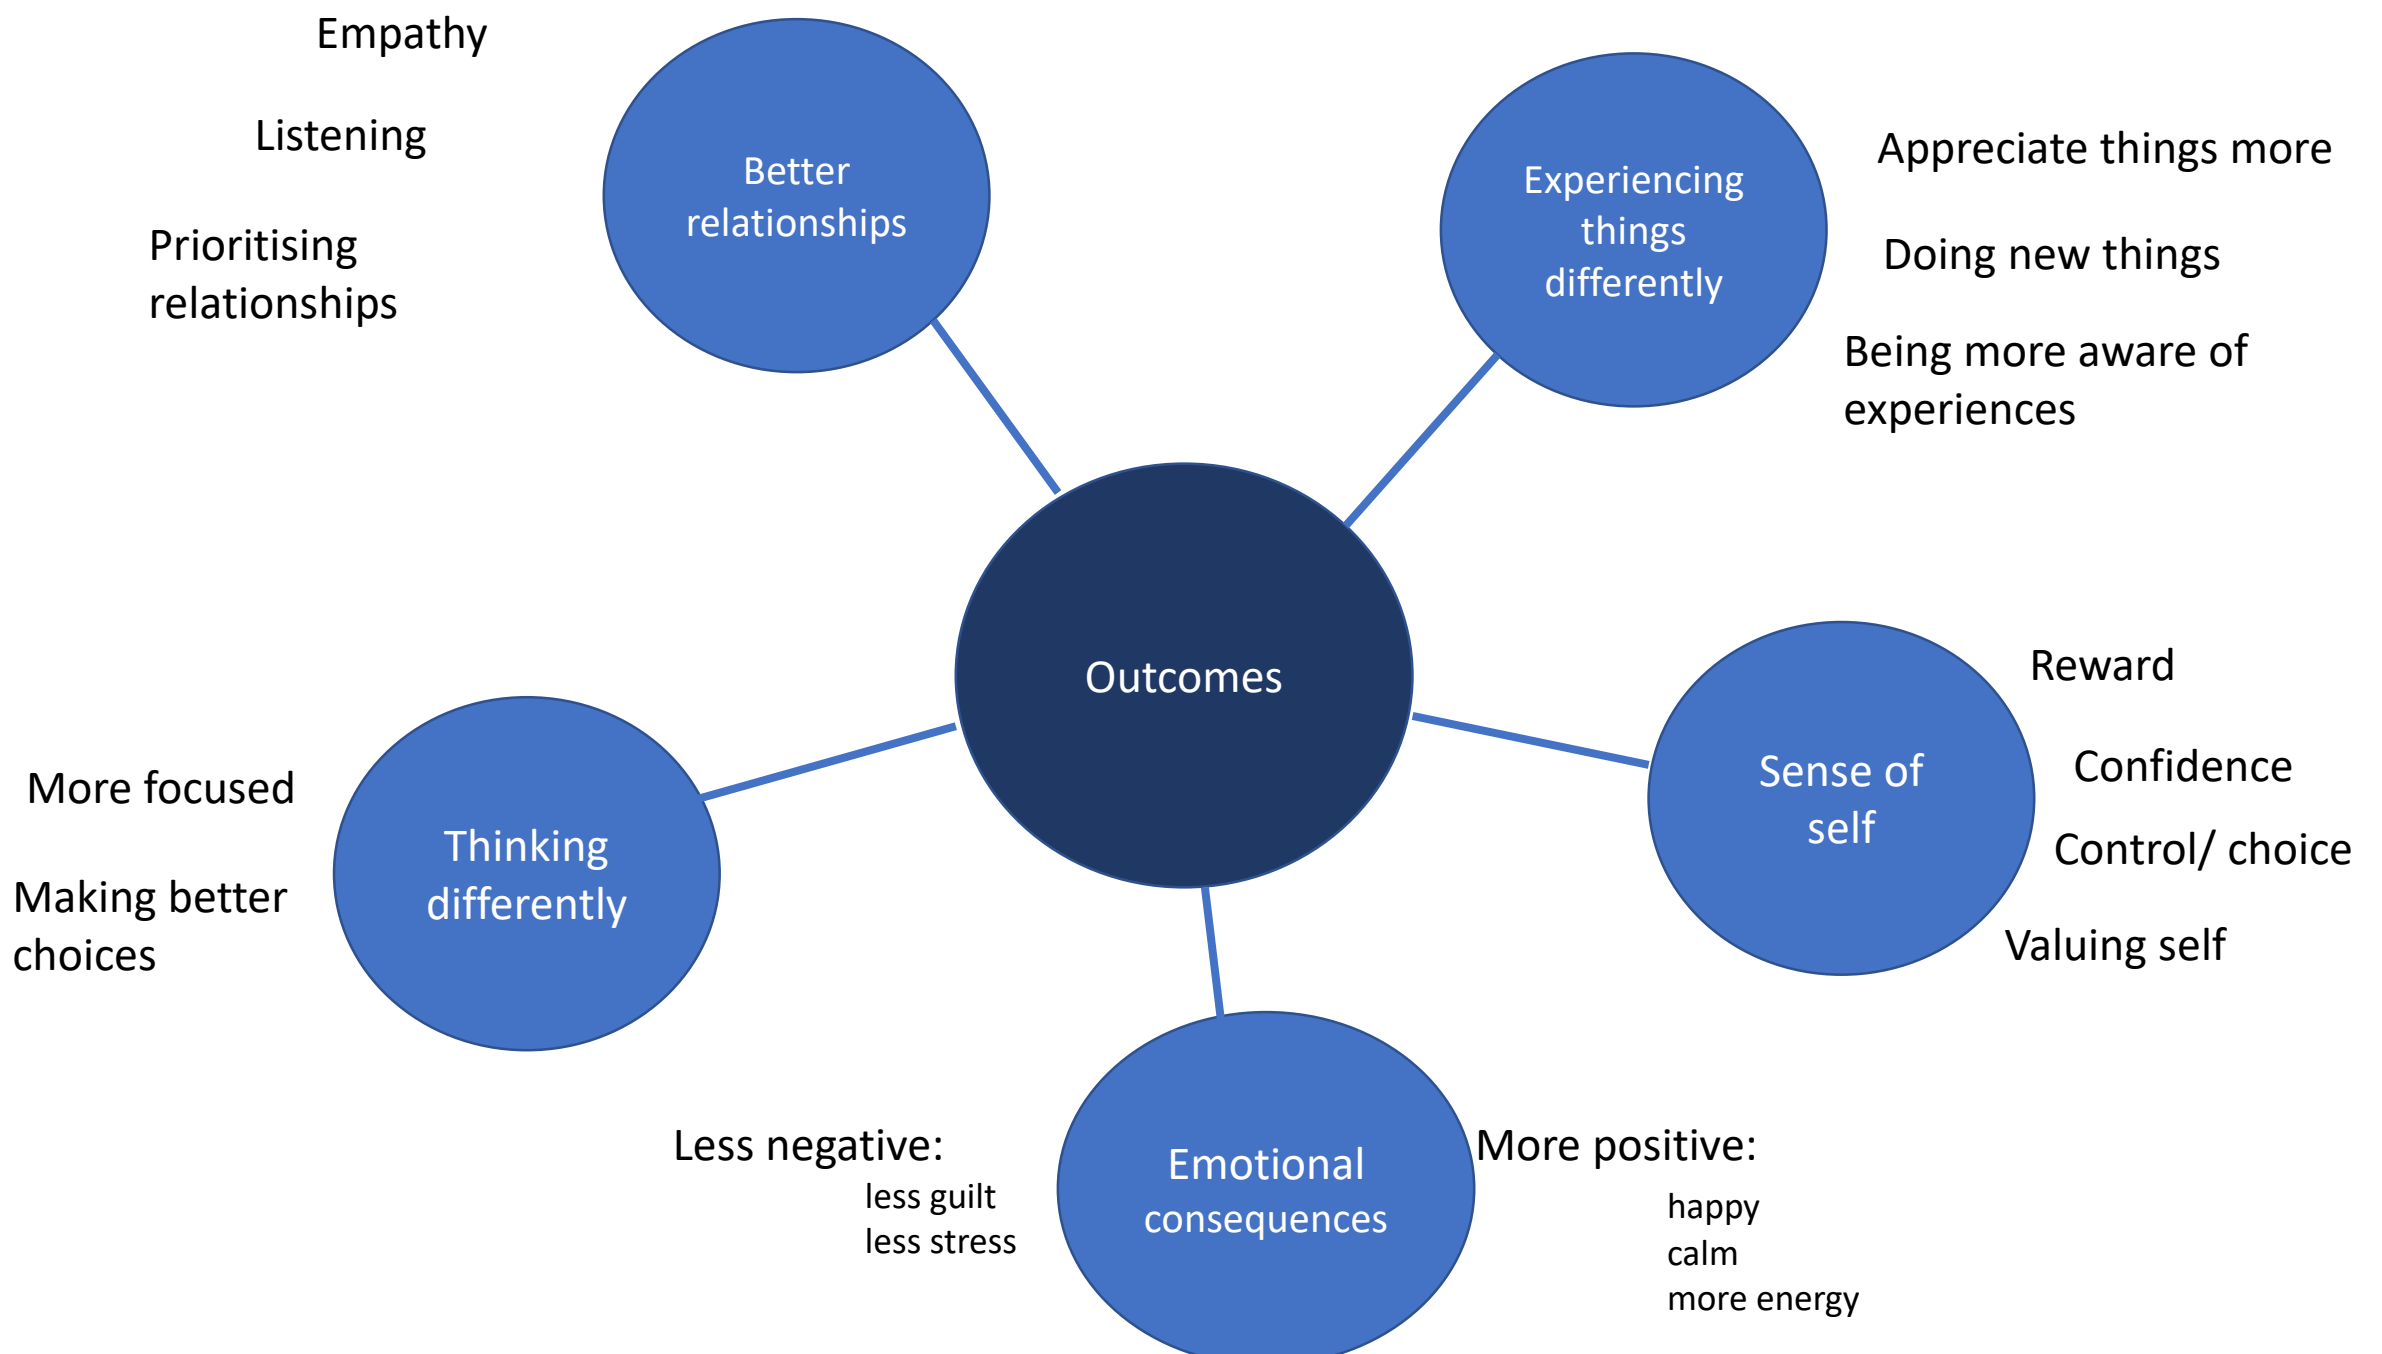 Empathy
Listening
Prioritising
relationships
Better
relationships
Experiencing
things
differently
Appreciate things more
Doing new things
Being more aware of
experiences
Outcomes
Reward
Confidence
Control/ choice
Valuing self
Sense of
self
More focused
Making better
choices
Thinking
differently
Less negative:
less guilt
less stress
Emotional
consequences
More positive:
happy
calm
more energy